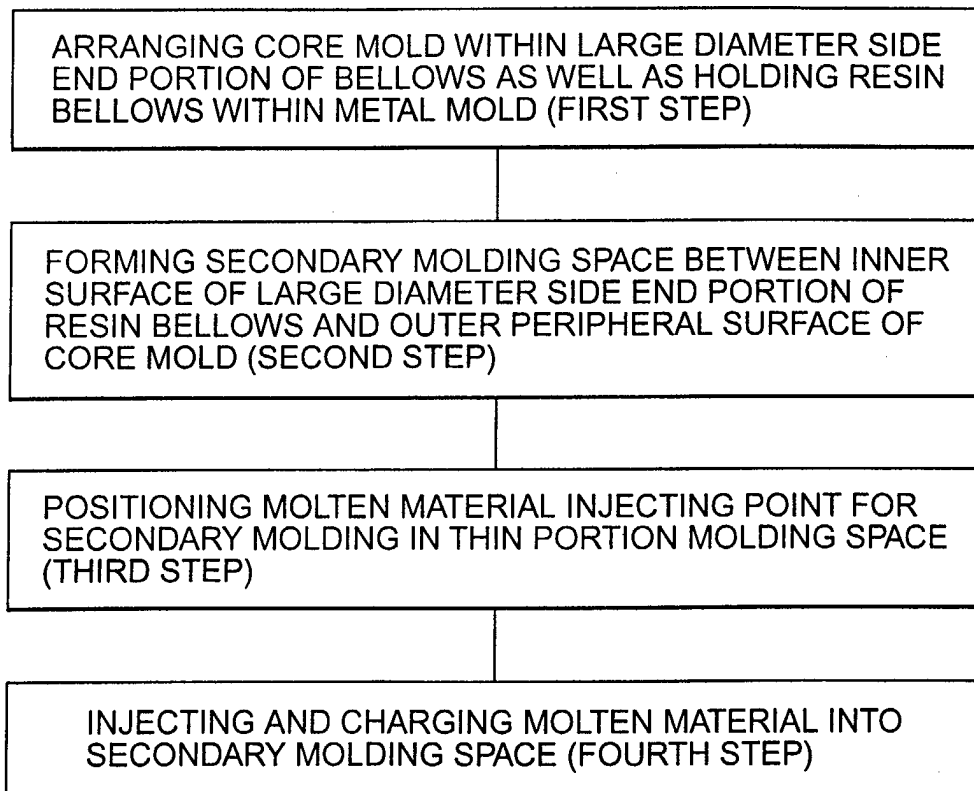 ARRANGING CORE MOLD WITHIN LARGE DIAMETER SIDE
END PORTION OF BELLOWS AS WELL AS HOLDING RESIN
BELLOWS WITHIN METAL MOLD (FIRST STEP)
FORMING SECONDARY MOLDING SPACE BETWEEN INNER
SURFACE OF LARGE DIAMETER SIDE END PORTION OF
RESIN BELLOWS AND OUTER PERIPHERAL SURFACE OF
CORE MOLD (SECOND STEP)
POSITIONING MOLTEN MATERIAL INJECTING POINT FOR
SECONDARY MOLDING IN THIN PORTION MOLDING SPACE
(THIRD STEP)
INJECTING AND CHARGING MOLTEN MATERIAL INTO
SECONDARY MOLDING SPACE (FOURTH STEP)